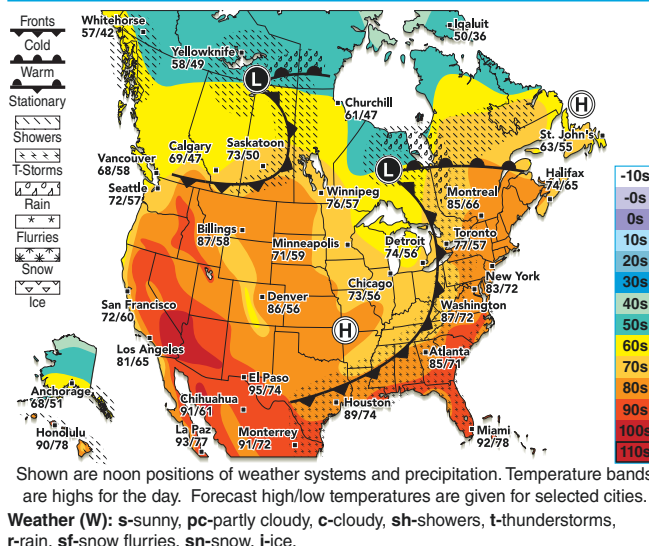 Fronts
Cold
Warm
Stationary
Showers
T-Storms
Rain
Flurries
Snow
Ice
Whitehorse
57/42
Iqaluit
50/36
Yellowknife
58/49
L
Churchill
61/47
H
St. John's
63/55
Calgary
69/47
Saskatoon
73/50
Vancouver
68/58
Seattle
72/57
Winnipeg
76/57
L
Montreal
85/66
Halifax
74/65
Billings
87/58
Minneapolis
71/59
Detroit
74/56
Toronto
77/57
Chicago
73/56
New York
83/72
Denver
86/56
Washington
87/72
San Francisco
72/60
H
Los Angeles
81/65
Atlanta
85/71
El Paso
95/74
Anchorage
68/51
Chihuahua
91/61
Houston
89/74
Honolulu
90/78
La Paz
93/77
Monterrey
91/72
Miami
92/78
-10s
-0s
0s
10s
20s
30s
40s
50s
60s
70s
80s
90s
100s
110s
Shown are noon positions of weather systems and precipitation. Temperature bands
are highs for the day. Forecast high/low temperatures are given for selected cities.
Weather (W): s-sunny, pc-partly cloudy, c-cloudy, sh-showers, t-thunderstorms,
r-rain, sf-snow flurries, sn-snow, i-ice.